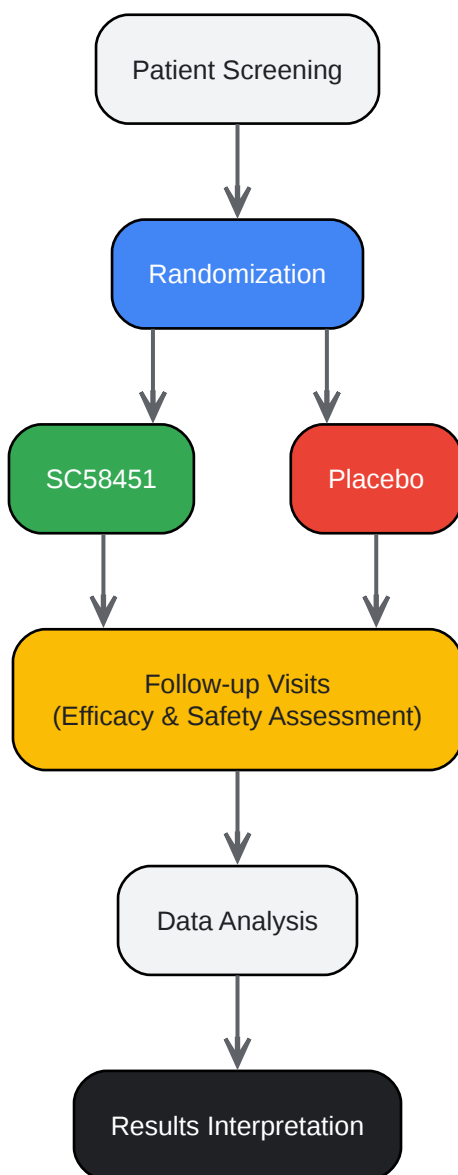 Patient Screening
Randomization
SC58451
Placebo
Follow-up Visits
(Efficacy & Safety Assessment)
Data Analysis
Results Interpretation